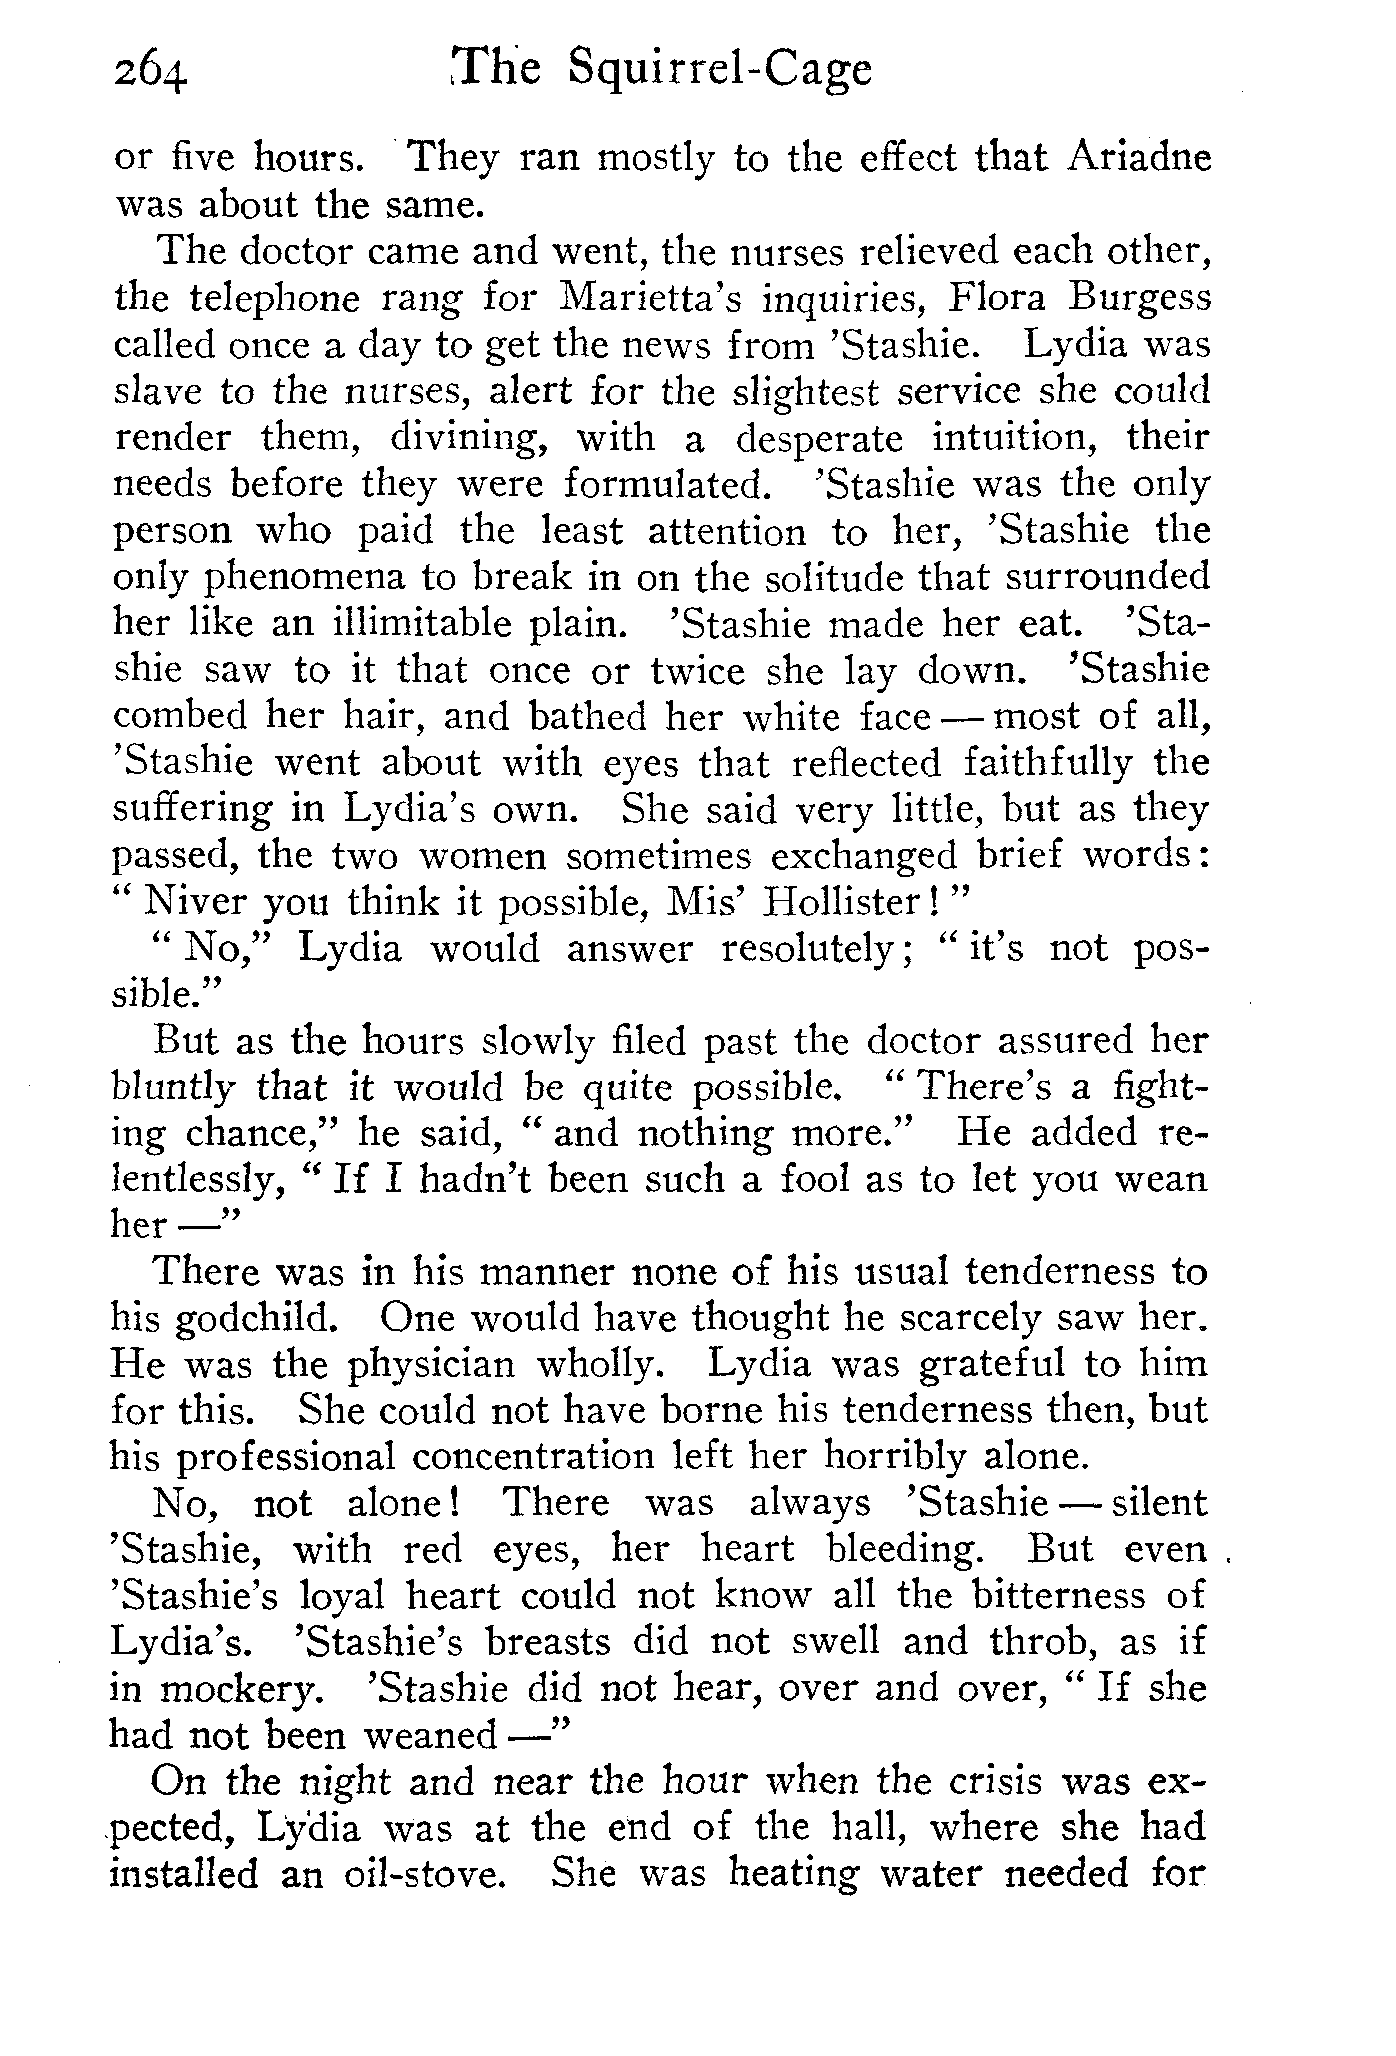 264 The Squirrel-Cage
or five hours. They ran mostly to the effect that Ariadne
was about the same.
The doctor came and went, the nurses relieved each other,
the telephone rang for Marietta's inquiries, Flora Burgess
called once a day to get the news from 'Stashie. Lydia was
slave to the nurses, alert for the slightest service she could
render them, divining, with a desperate intuition, their
needs before they were formulated. 'Stashie was the only
person who paid the least attention to her, 'Stashie the
only phenomena to break in on the solitude that surrounded
her like an illimitable plain. 'Stashie made her eat. 'Sta-
shie saw to it that once or twice she lay down. 'Stashie
combed her hair, and bathed her white face — most of all,
'Stashie went about with eyes that reflected faithfully the
suffering in Lydia's own. She said very little, but as they
passed, the two women sometimes exchanged brief words:
“ Niver you think it possible, Mis' Hollister! ”
“ No,” Lydia would answer resolutely; “ it's not pos-
sible.”
But as the hours slowly filed past the doctor assured her
bluntly that it would be quite possible. “ There's a fight-
ing chance,” he said, “ and nothing more.” He added re-
lentlessly, “ If I hadn't been such a fool as to let you wean
her —”
There was in his manner none of his usual tenderness to
his godchild. One would have thought he scarcely saw her.
He was the physician wholly. Lydia was grateful to him
for this. She could not have borne his tenderness then, but
his professional concentration left her horribly alone.
No, not alone! There was always 'Stashie — silent
'Stashie, with red eyes, her heart bleeding. But even
'Stashie's loyal heart could not know all the bitterness of
Lydia's. 'Stashie's breasts did not swell and throb, as if
in mockery. 'Stashie did not hear, over and over, “ If she
had not been weaned —”
On the night and near the hour when the crisis was ex-
pected, Lydia was at the end of the hall, where she had
installed an oil-stove. She was heating water needed for